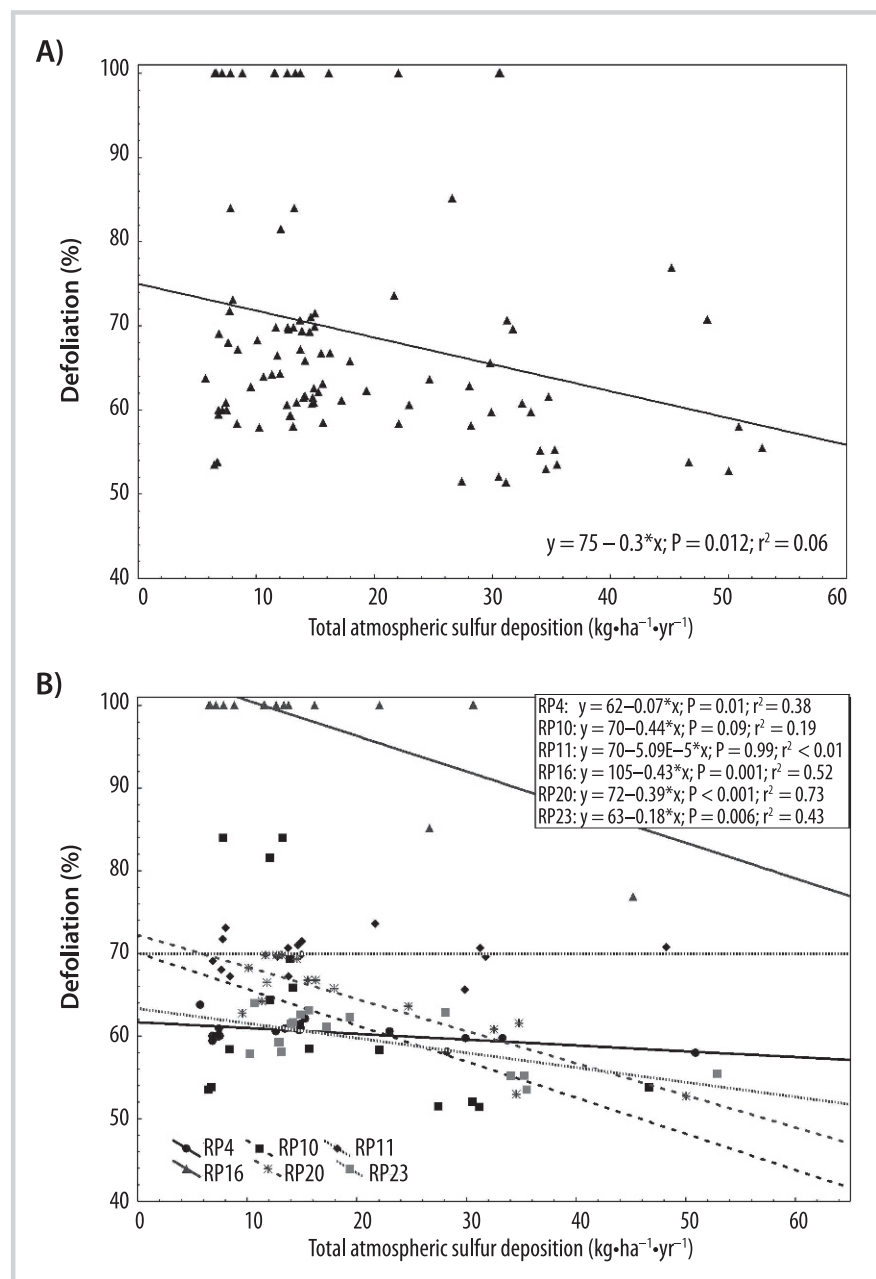 A)
100
90
80
70
60
50
40
Defoliation (%)
y = 75 – 0.3*x; P = 0.012; r² = 0.06
0 10 20 30 40 50 60
Total atmospheric sulfur deposition (kg•ha⁻¹•yr⁻¹)
B)
100
90
80
70
60
50
40
Defoliation (%)
RP4: y = 62–0.07*x; P = 0.01; r² = 0.38
RP10: y = 70–0.44*x; P = 0.09; r² = 0.19
RP11: y = 70–5.09E–5*x; P = 0.99; r² < 0.01
RP16: y = 105–0.43*x; P = 0.001; r² = 0.52
RP20: y = 72–0.39*x; P < 0.001; r² = 0.73
RP23: y = 63–0.18*x; P = 0.006; r² = 0.43
RP4 RP10 RP11
RP16 RP20 RP23
0 10 20 30 40 50 60
Total atmospheric sulfur deposition (kg•ha⁻¹•yr⁻¹)